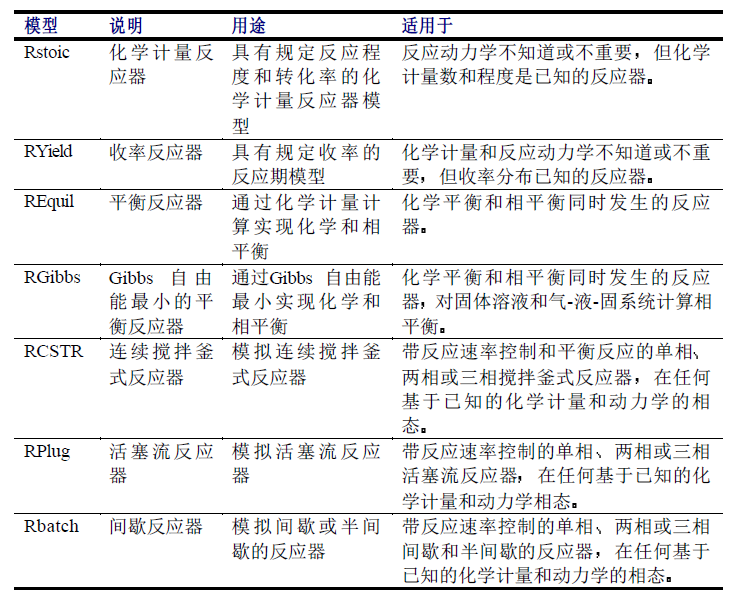 模型 说明 用途 适用于
Rstoic 化学计量反 具有规定反应程 反应动力学不知道或不重要，但化学
应器 度和转化率的化 计量数和程度是已知的反应器。
学计量反应器模
型
RYield 收率反应器 具有规定收率的 化学计量和反应动力学不知道或不重
反应期模型 要，但收率分布已知的反应器。
REquil 平衡反应器 通过化学计量计 化学平衡和相平衡同时发生的反应
算实现化学和相 器。
平衡
RGibbs Gibbs 自由 通过Gibbs 自由能 化学平衡和相平衡同时发生的反应
能最小的平 最小实现化学和 器，对固体溶液和气-液-固系统计算相
衡反应器 相平衡 平衡。
RCSTR 连续搅拌釜 模拟连续搅拌釜 带反应速率控制和平衡反应的单相、
式反应器 式反应器 两相或三相搅拌釜式反应器，在任何
基于已知的化学计量和动力学的相
态。
RPlug 活塞流反应 模拟活塞流反应 带反应速率控制的单相、两相或三相
器 器 活塞流反应器，在任何基于已知的化
学计量和动力学相态。
Rbatch 间歇反应器 模拟间歇或半间 带反应速率控制的单相、两相或三相
歇的反应器 间歇和半间歇的反应器，在任何基于
已知的化学计量和动力学的相态。